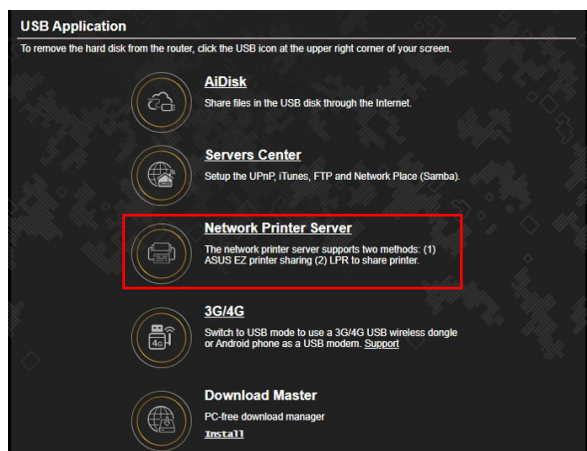 USB Application
To remove the hard disk from the router, click the USB icon at the upper right corner of your screen.
AiDisk
Share files in the USB disk through the Internet.
Servers Center
Setup the UPnP, iTunes, FTP and Network Place (Samba).
Network Printer Server
The network printer server supports two methods: (1)
ASUS EZ printer sharing (2) LPR to share printer.
3G/4G
4G
Switch to USB mode to use a 3G/4G USB wireless dongle
or Android phone as a USB modem. Support
Download Master
PC-free download manager
Install